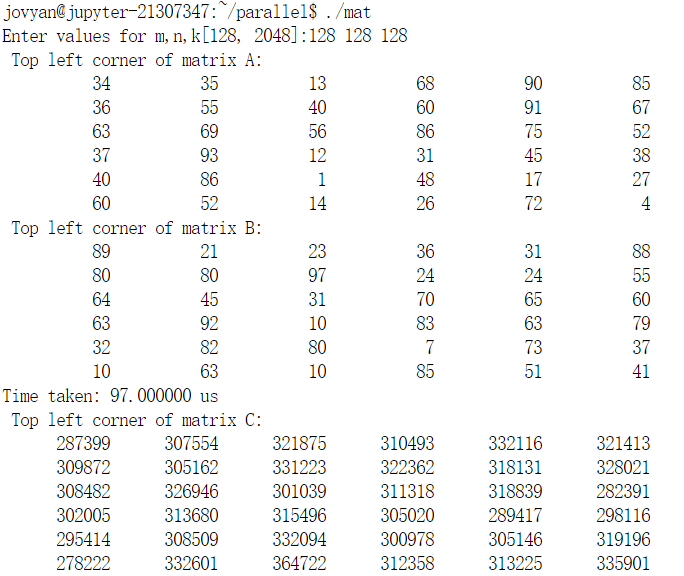 jovyan@jupyter-21307347:~/parallel$ ./mat
Enter values for m,n,k[128, 2048]:128 128 128
Top left corner of matrix A:
34 35 13 68 90 85
36 55 40 60 91 67
63 69 56 86 75 52
37 93 12 31 45 38
40 86 1 48 17 27
60 52 14 26 72 4
Top left corner of matrix B:
89 21 23 36 31 88
80 80 97 24 24 55
64 45 31 70 65 60
63 92 10 83 63 79
32 82 80 7 73 37
10 63 10 85 51 41
Time taken: 97.000000 us
Top left corner of matrix C:
287399 307554 321875 310493 332116 321413
309872 305162 331223 322362 318131 328021
308482 326946 301039 311318 318839 282391
302005 313680 315496 305020 289417 298116
295414 308509 332094 300978 305146 319196
278222 332601 364722 312358 313225 335901